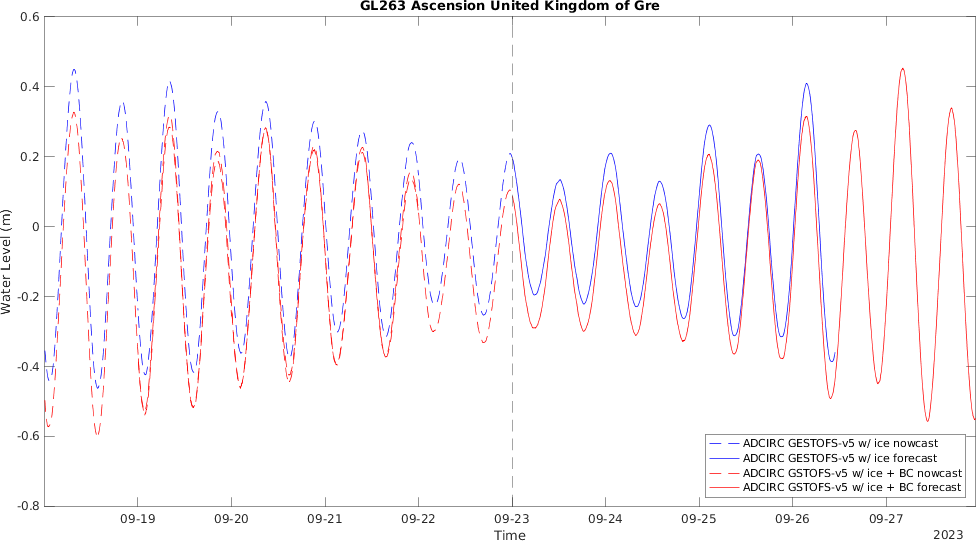 GL263 Ascension United Kingdom of Gre
0.6
0.4
0.2
0
-0.2
-0.4
-0.6
-0.8
Water Level (m)
09-19 09-20 09-21 09-22 09-23 09-24 09-25 09-26 09-27
Time
2023
ADCIRC GESTOFS-v5 w/ ice nowcast
ADCIRC GESTOFS-v5 w/ ice forecast
ADCIRC GSTOFS-v5 w/ ice + BC nowcast
ADCIRC GSTOFS-v5 w/ ice + BC forecast